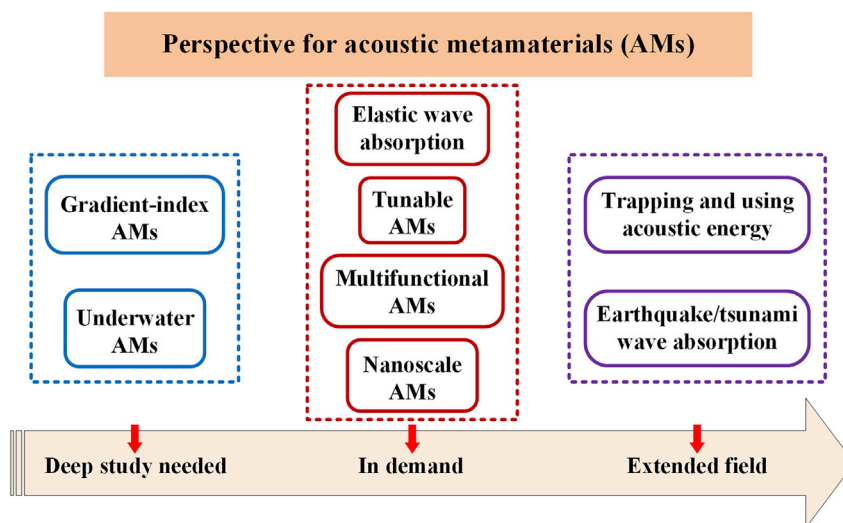 Perspective for acoustic metamaterials (AMs)
Gradient-index
AMs
Underwater
AMs
Elastic wave
absorption
Tunable
AMs
Multifunctional
AMs
Nanoscale
AMs
Trapping and using
acoustic energy
Earthquake/tsunami
wave absorption
Deep study needed
In demand
Extended field